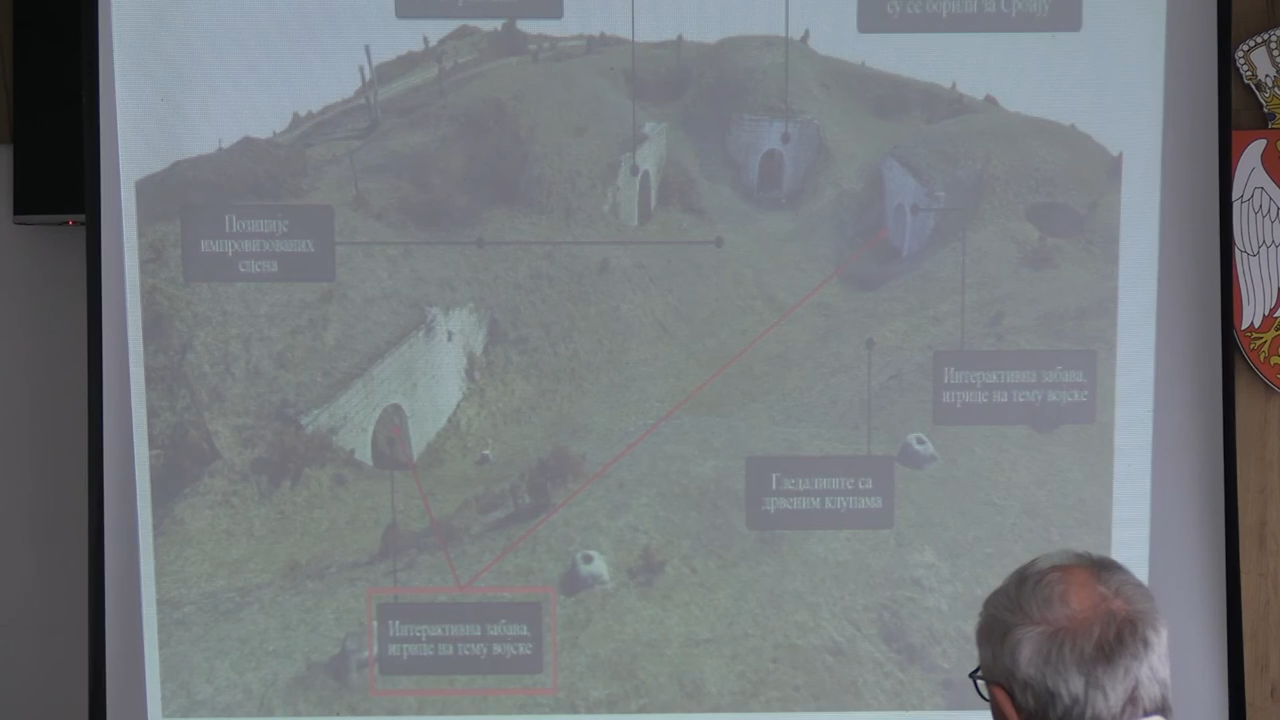 су се борили за Србију
Позиције
импровизованих
сцена
Интерактивна забава,
игрице на тему војске
Гледалиште са
дрвеним клупама
Интерактивна забава,
игрице на тему војске